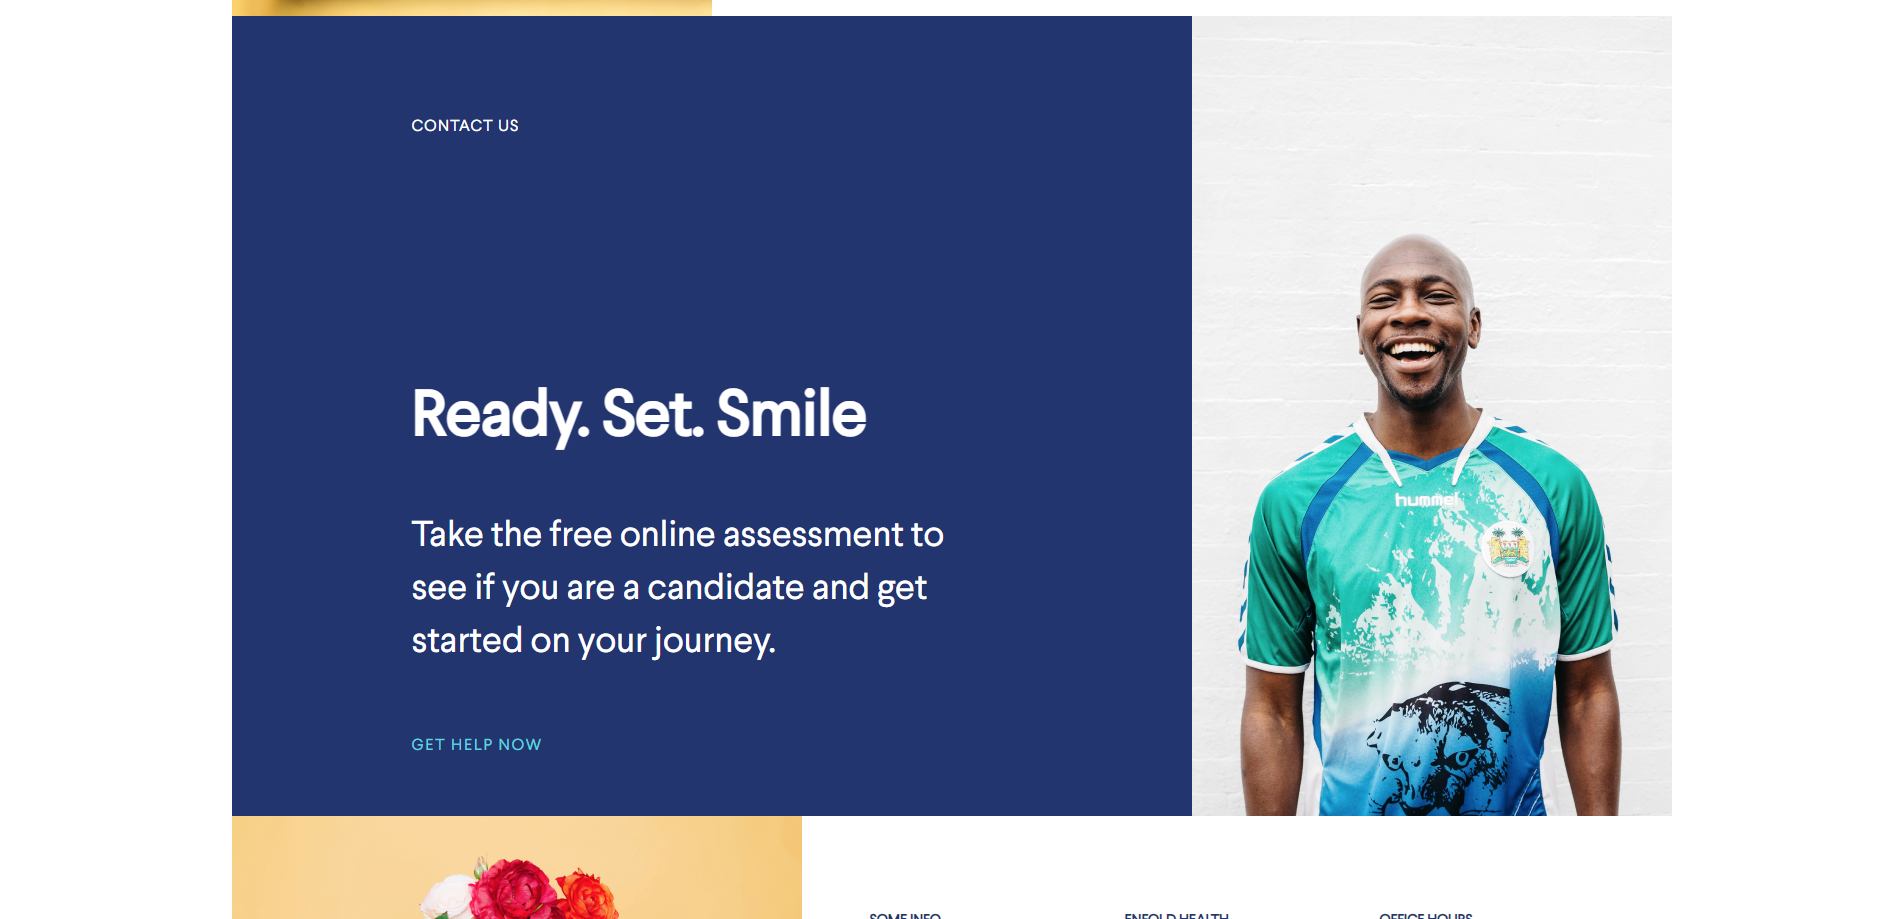 CONTACT US
Ready. Set. Smile
Take the free online assessment to
see if you are a candidate and get
started on your journey.
GET HELP NOW
hummel
SOME INFO
ENFOLD HEALTH
OFFICE HOURS